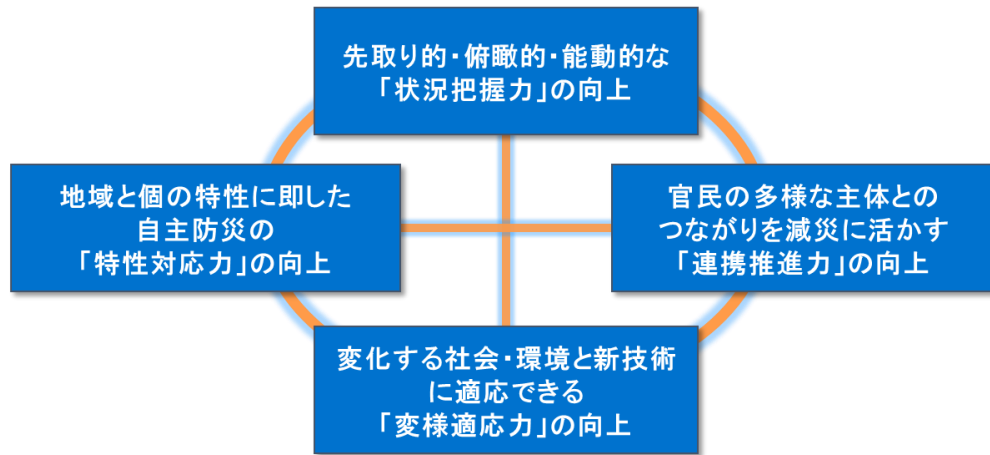 先取り的・俯瞰的・能動的な
「状況把握力」の向上
地域と個の特性に即した
自主防災の
「特性対応力」の向上
官民の多様な主体との
つながりを減災に活かす
「連携推進力」の向上
変化する社会・環境と新技術
に適応できる
「変様適応力」の向上